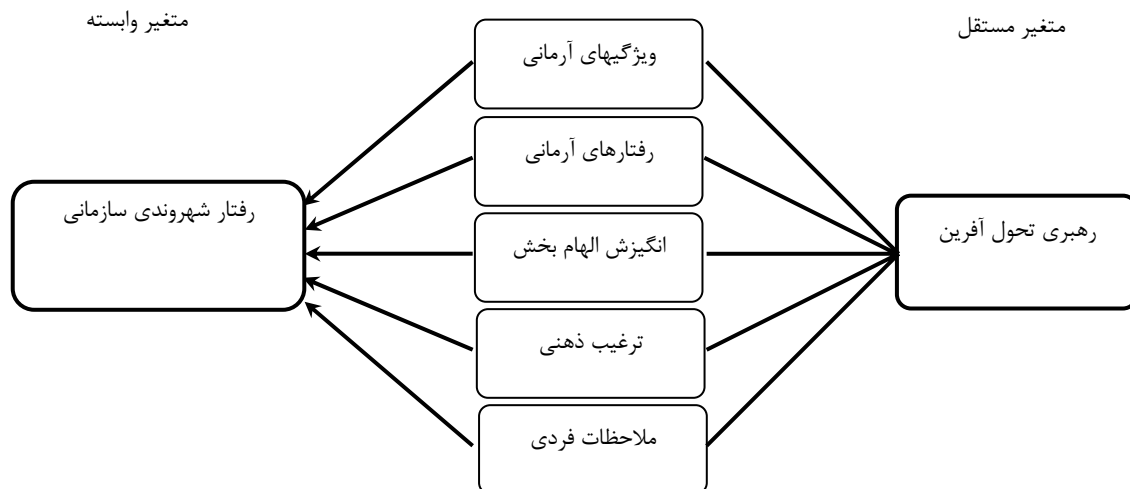 متغیر مستقل
متغیر وابسته
ویژگیهای آرمانی
رفتارهای آرمانی
رهبری تحول آفرین
رفتار شهروندی سازمانی
انگیزش الهام بخش
ترغیب ذهنی
ملاحظات فردی